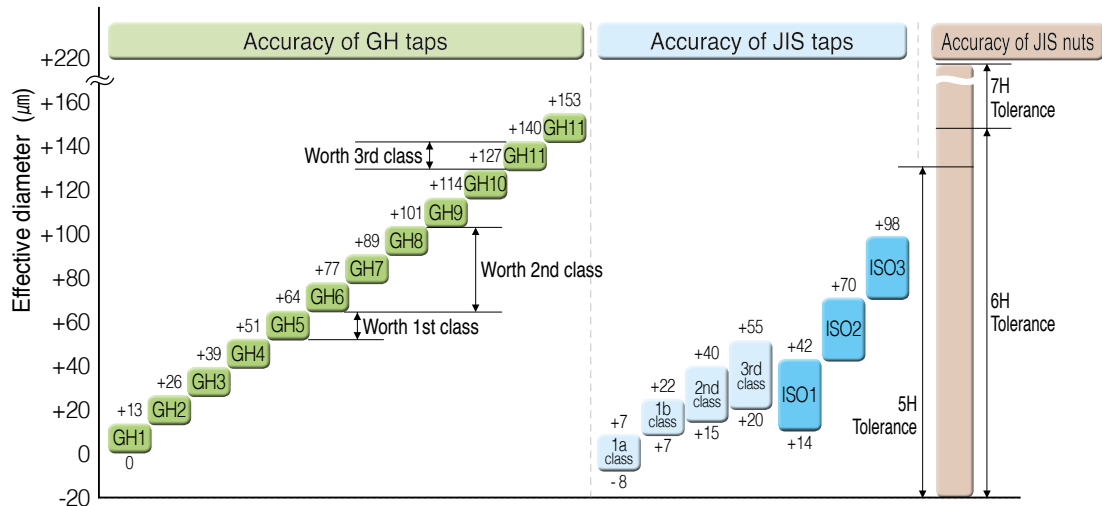 Accuracy of GH taps
Accuracy of JIS taps
Accuracy of JIS nuts
Effective diameter (μm)
+220
+160
+140
+120
+100
+80
+60
+40
+20
0
-20
+153
GH11
+140
GH11
+127
GH10
+114
GH9
+101
GH8
+89
GH7
+77
GH6
+64
GH5
+51
GH4
+39
GH3
+26
GH2
+13
GH1
0
Worth 3rd class
Worth 2nd class
Worth 1st class
+7
1a
class
- 8
+22
1b
class
+7
+40
2nd
class
+15
+55
3rd
class
+20
+42
ISO1
+14
+70
ISO2
+98
ISO3
5H
Tolerance
6H
Tolerance
7H
Tolerance